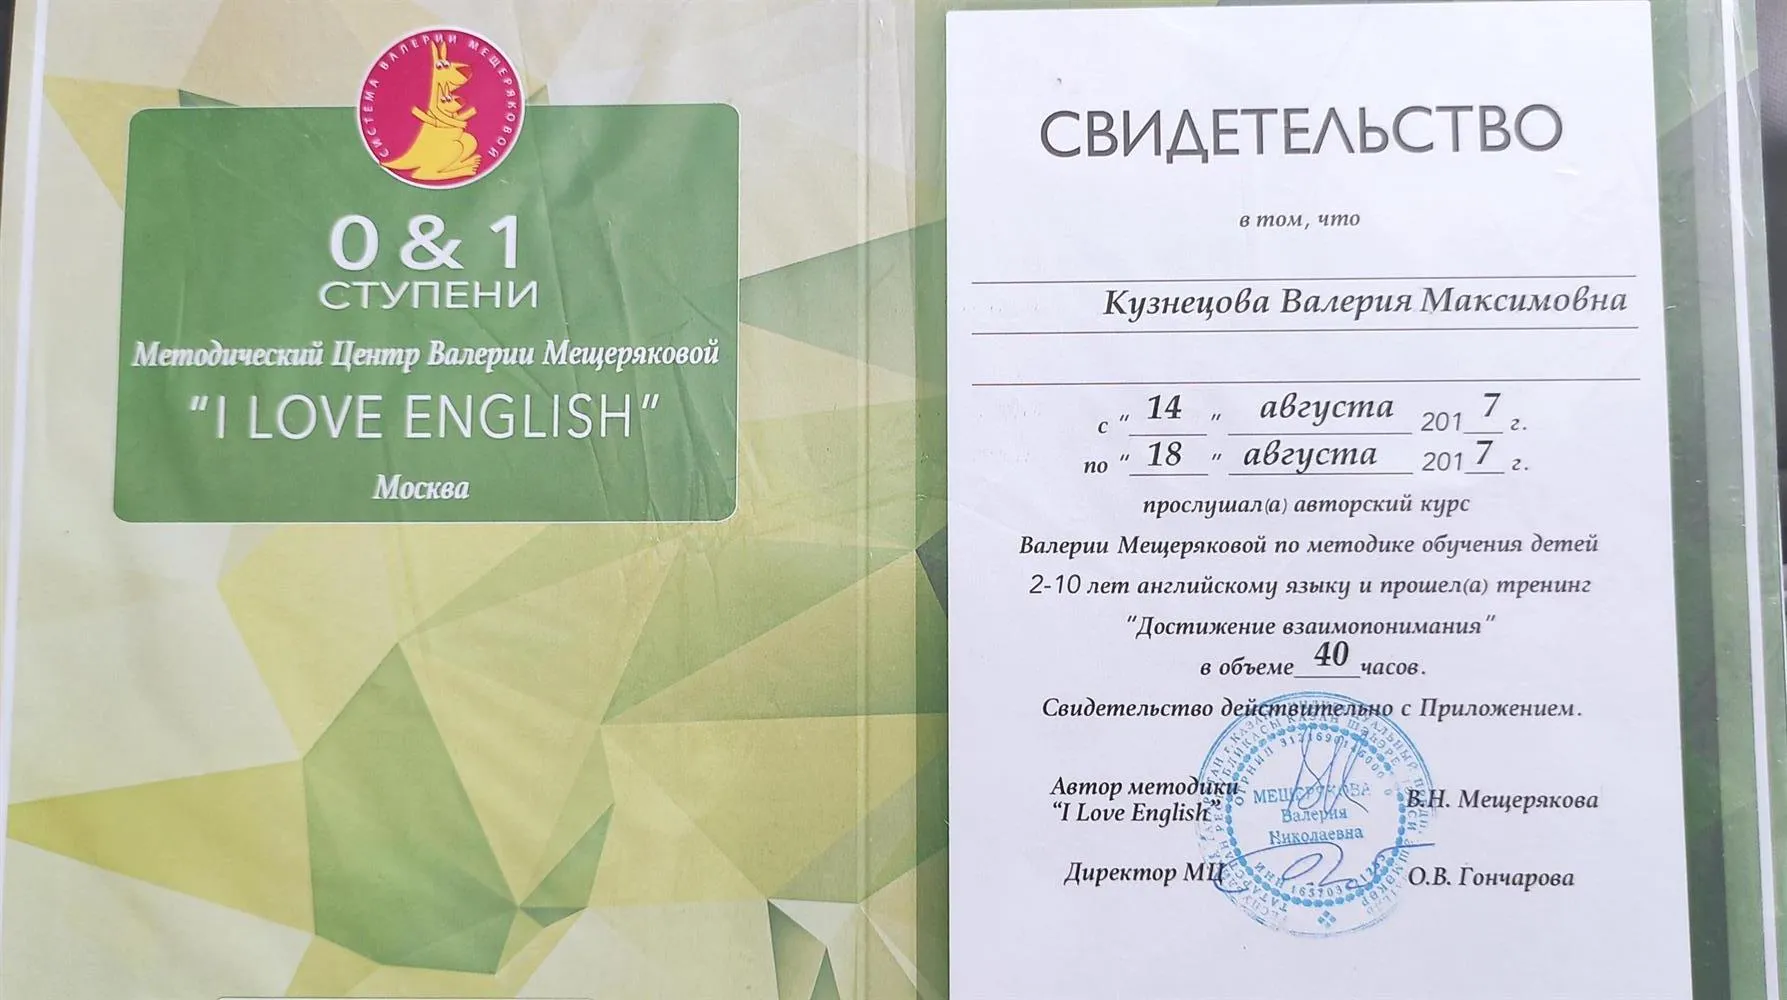 СИСТЕМА ВАЛЕРИИ МЕЩЕРЯКОВОЙ
0 & 1
СТУПЕНИ
Методический Центр Валерии Мещеряковой
"I LOVE ENGLISH"
Москва
СВИДЕТЕЛЬСТВО
в том, что
Кузнецова Валерия Максимовна
с " 14 " августа 2017 г.
по " 18 " августа 2017 г.
прослушал(а) авторский курс
Валерии Мещеряковой по методике обучения детей
2-10 лет английскому языку и прошел(а) тренинг
"Достижение взаимопонимания"
в объеме 40 часов.
Свидетельство действительно с Приложением.
Автор методики
"I Love English"
В.Н. Мещерякова
МЕЩЕРЯКОВА
Валерия
Николаевна
Директор МЦ
О.В. Гончарова